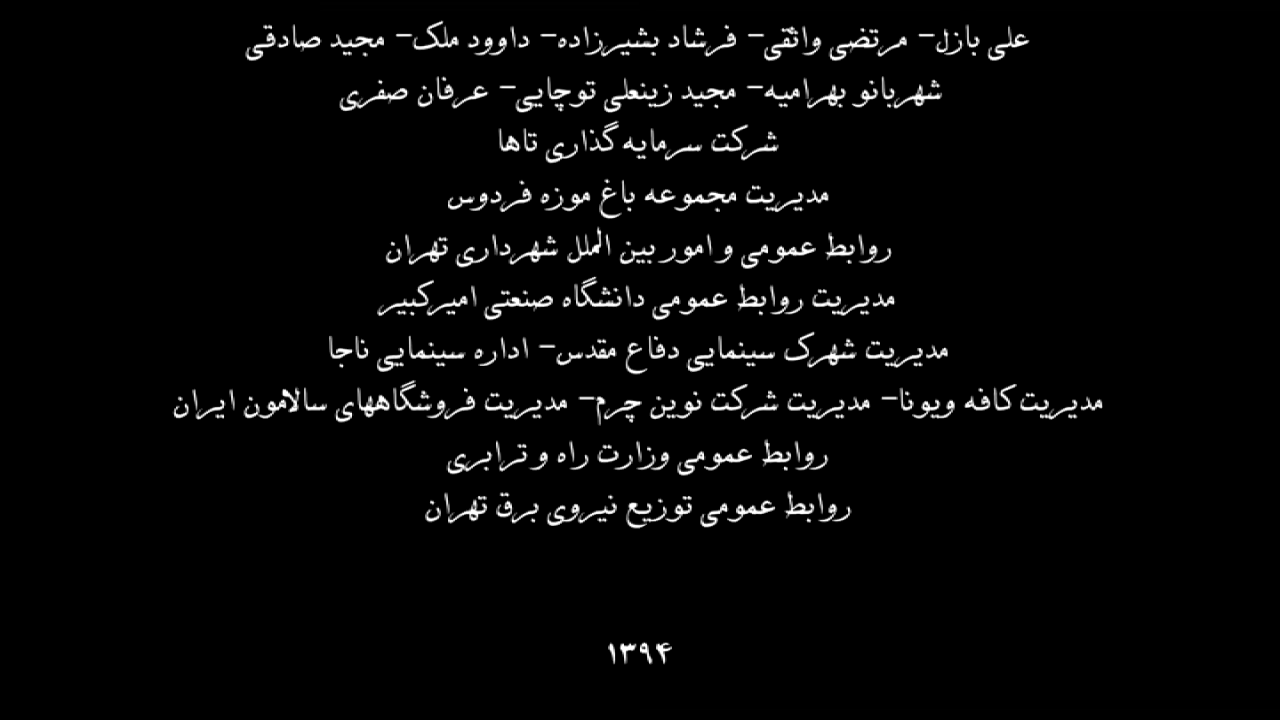 علی بازل- مرتضی واثقی- فرشاد بشیرزاده- داوود ملک- مجید صادقی
شهربانو بهرامیه- مجید زینعلی توچایی- عرفان صفری
شرکت سرمایه گذاری تاها
مدیریت مجموعه باغ موزه فردوس
روابط عمومی و امور بین الملل شهرداری تهران
مدیریت روابط عمومی دانشگاه صنعتی امیرکبیر
مدیریت شهرک سینمایی دفاع مقدس- اداره سینمایی ناجا
مدیریت کافه ویونا- مدیریت شرکت نوین چرم- مدیریت فروشگاههای سالامون ایران
روابط عمومی وزارت راه و ترابری
روابط عمومی توزیع نیروی برق تهران
۱۳۹۴